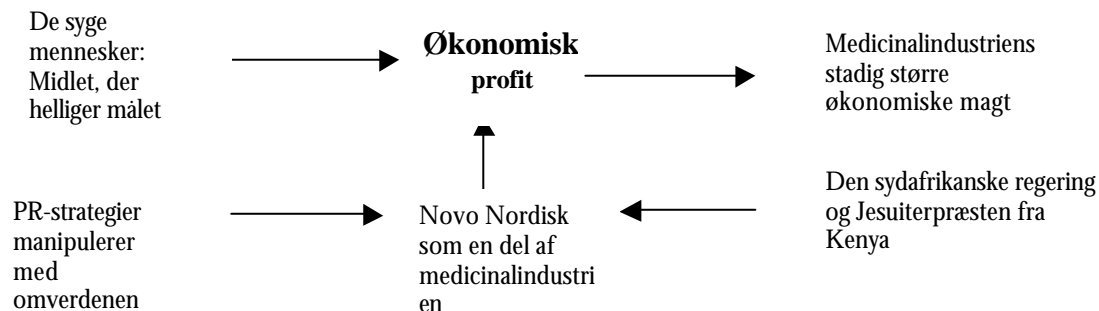 De syge
mennesker:
Midlet, der
helliger målet
Økonomisk
profit
Medicinalindustriens
stadig større
økonomiske magt
PR-strategier
manipulerer
med
omverdenen
Novo Nordisk
som en del af
medicinalindustri
en
Den sydafrikanske regering
og Jesuiterpræsten fra
Kenya